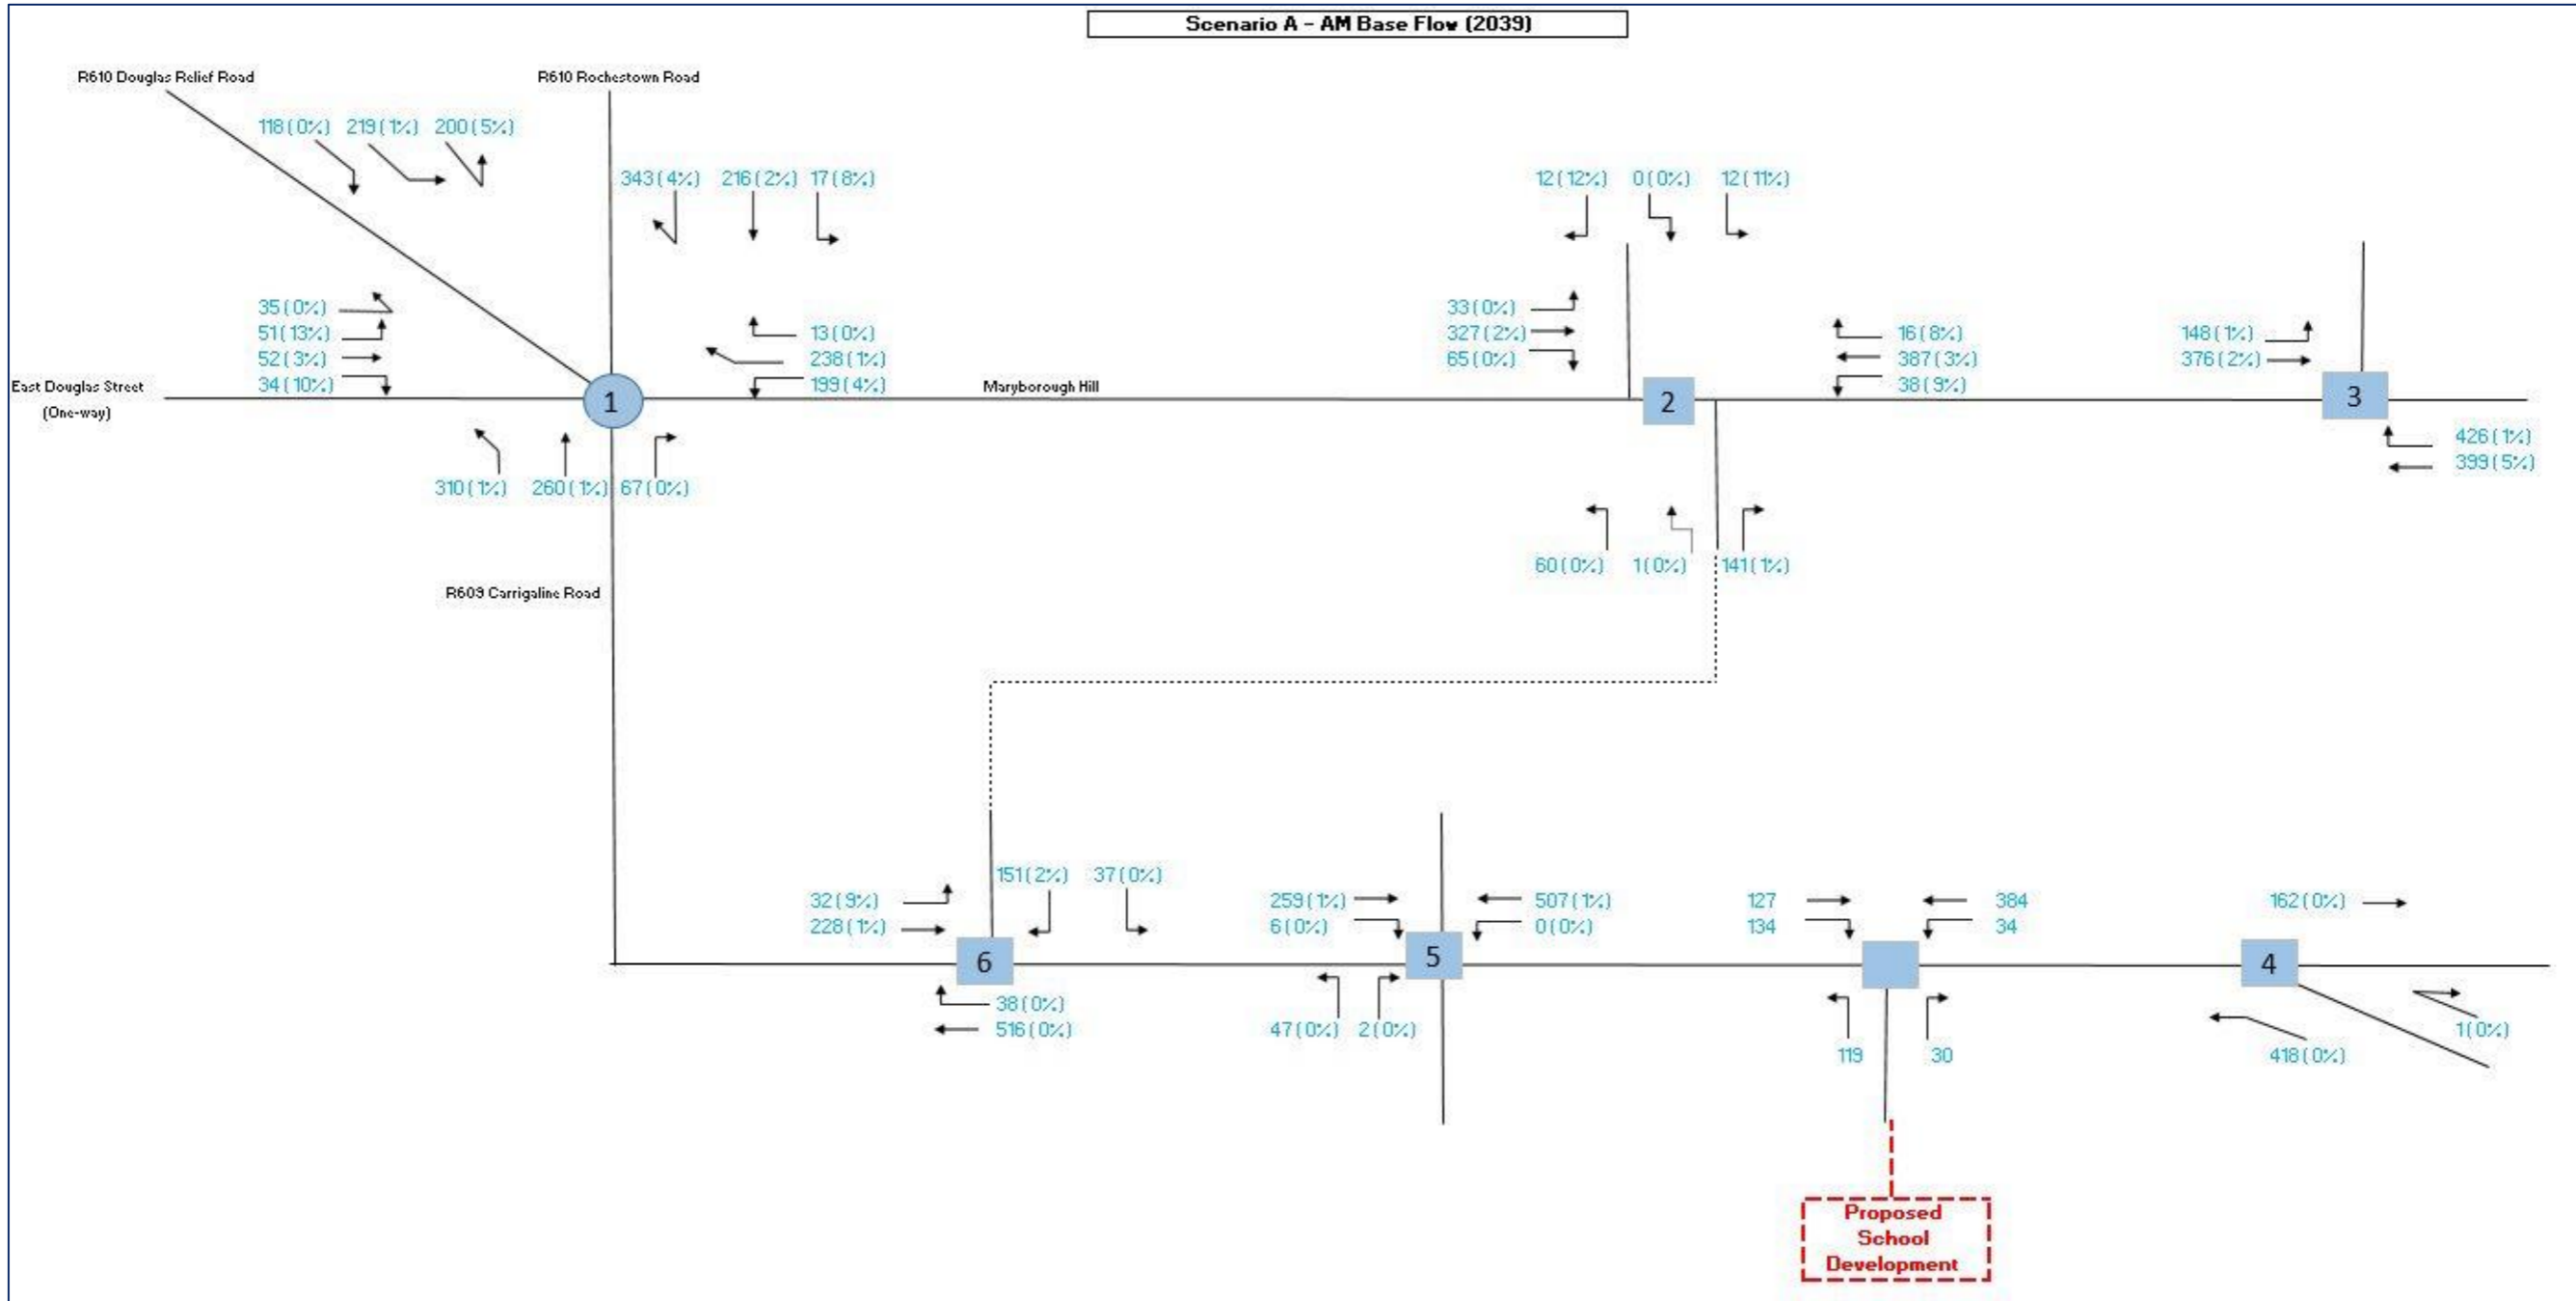 Scenario A - AM Base Flow (2039)
R610 Douglas Relief Road
R610 Rochestown Road
118(0%) 219(1%) 200(5%)
343(4%) 216(2%) 17(8%)
12(12%) 0(0%) 12(11%)
35(0%)
51(13%)
52(3%)
34(10%)
13(0%)
238(1%)
199(4%)
33(0%)
327(2%)
65(0%)
16(8%)
387(3%)
38(9%)
148(1%)
376(2%)
East Douglas Street
(One-way)
Maryborough Hill
1
2
3
426(1%)
399(5%)
310(1%) 260(1%) 67(0%)
60(0%) 1(0%) 141(1%)
R609 Carrigaline Road
32(9%)
228(1%)
151(2%) 37(0%)
259(1%)
6(0%)
507(1%)
0(0%)
127
134
384
34
162(0%)
6
5
4
38(0%)
516(0%)
47(0%) 2(0%)
119 30
418(0%)
1(0%)
Proposed
School
Development